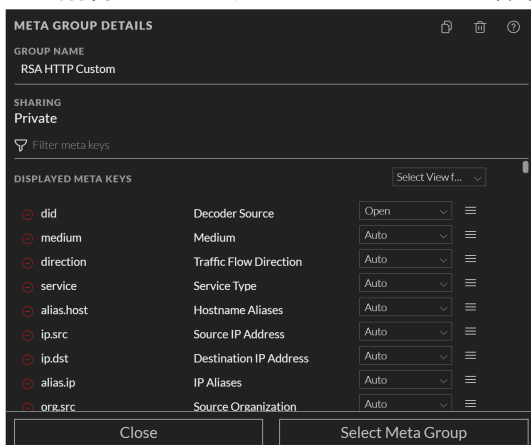 META GROUP DETAILS
GROUP NAME
RSA HTTP Custom
SHARING
Private
Filter meta keys
DISPLAYED META KEYS Select View f...
did Decoder Source Open
medium Medium Auto
direction Traffic Flow Direction Auto
service Service Type Auto
alias.host Hostname Aliases Auto
ip.src Source IP Address Auto
ip.dst Destination IP Address Auto
alias.ip IP Aliases Auto
org.src Source Organization Auto
Close Select Meta Group